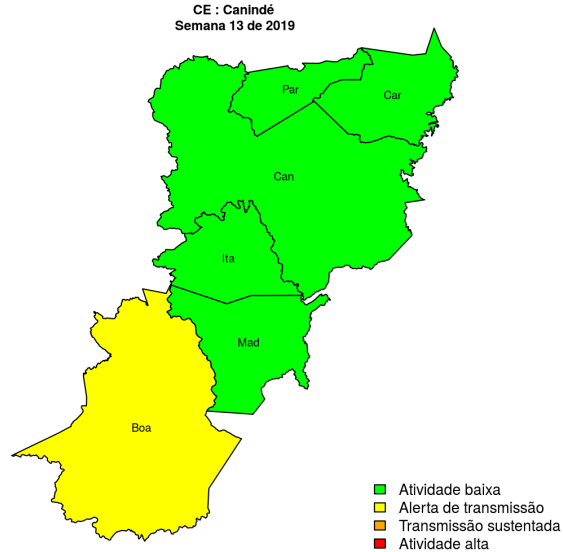 CE : Canindé
Semana 13 de 2019
Par
Car
Can
Ita
Mad
Boa
Atividade baixa
Alerta de transmissão
Transmissão sustentada
Atividade alta